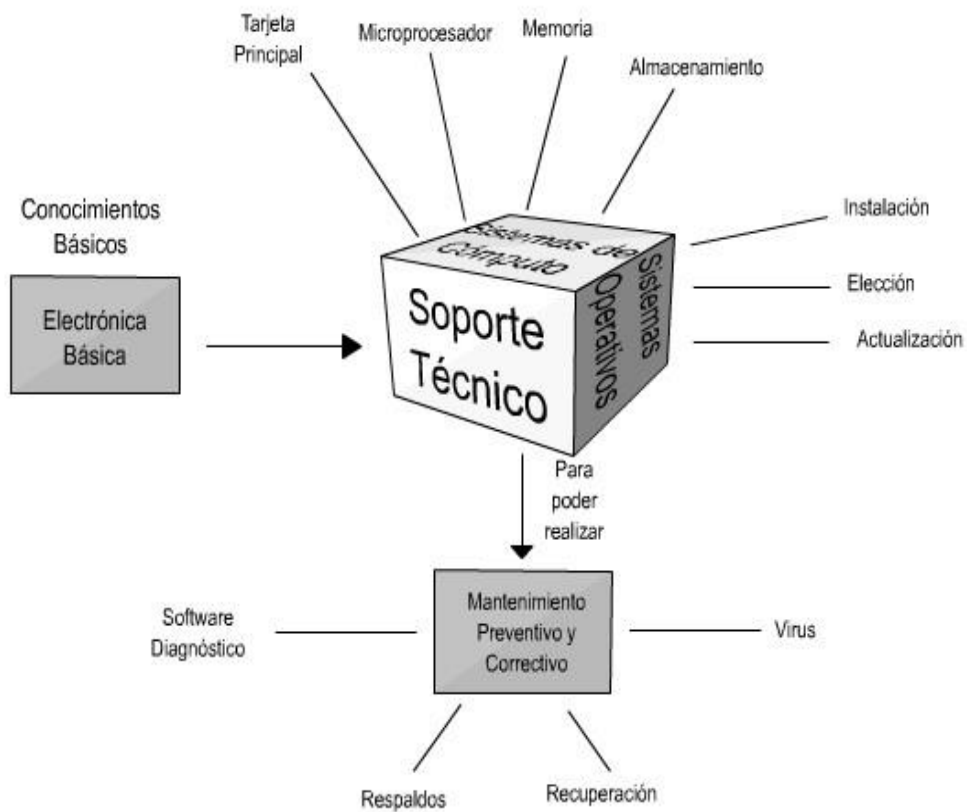 Tarjeta
Principal
Microprocesador
Memoria
Almacenamiento
Conocimientos
Básicos
Electrónica
Básica
Sistemas de
Cómputo
Soporte
Técnico
Sistemas
Operativos
Instalación
Elección
Actualización
Para
poder
realizar
Mantenimiento
Preventivo y
Correctivo
Software
Diagnóstico
Virus
Respaldos
Recuperación